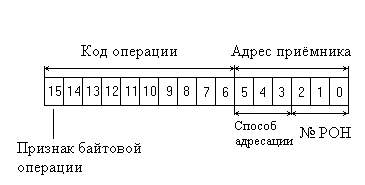 Код операции Адрес приёмника
15 14 13 12 11 10 9 8 7 6 5 4 3 2 1 0
Способ
адресации
№ РОН
Признак байтовой
операции